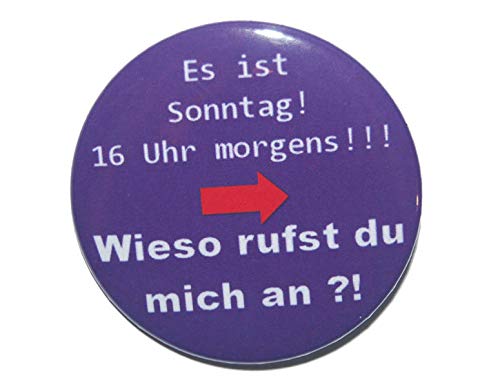 Es ist
Sonntag!
16 Uhr morgens!!!
Wieso rufst du
mich an ?!